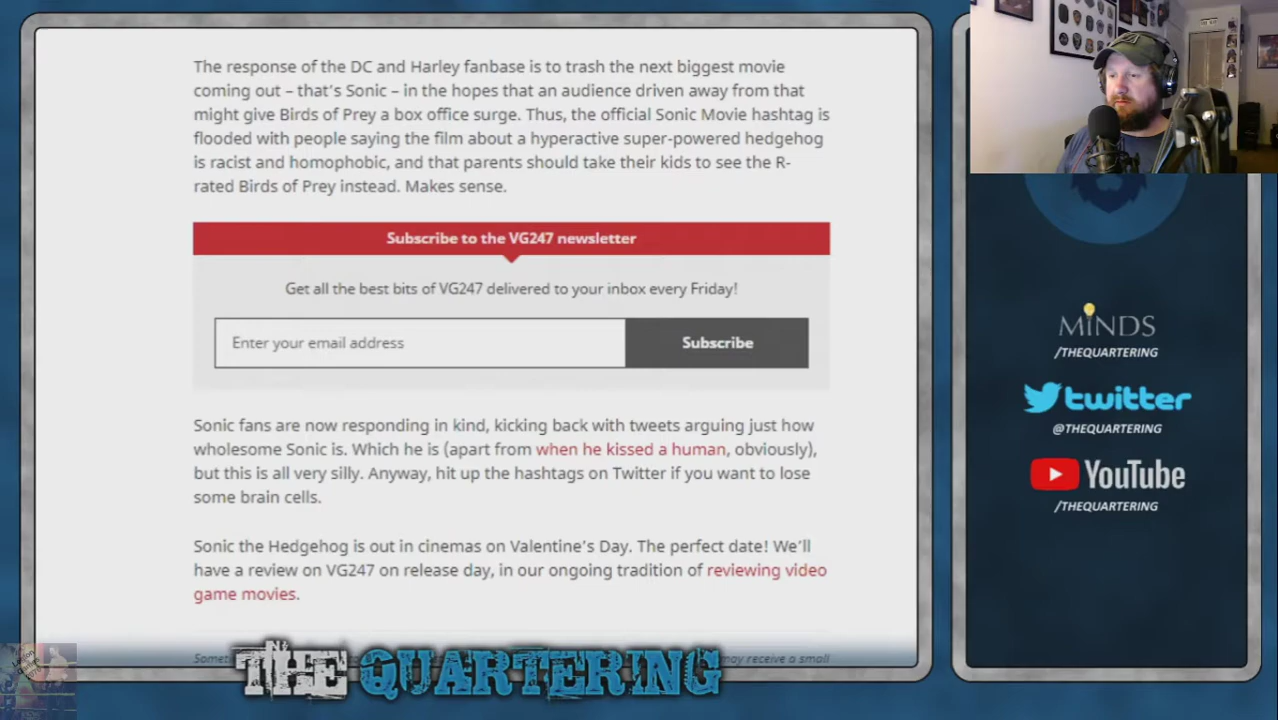 The response of the DC and Harley fanbase is to trash the next biggest movie
coming out – that's Sonic – in the hopes that an audience driven away from that
might give Birds of Prey a box office surge. Thus, the official Sonic Movie hashtag is
flooded with people saying the film about a hyperactive super-powered hedgehog
is racist and homophobic, and that parents should take their kids to see the R-
rated Birds of Prey instead. Makes sense.
Subscribe to the VG247 newsletter
Get all the best bits of VG247 delivered to your inbox every Friday!
Enter your email address
Subscribe
Sonic fans are now responding in kind, kicking back with tweets arguing just how
wholesome Sonic is. Which he is (apart from when he kissed a human, obviously),
but this is all very silly. Anyway, hit up the hashtags on Twitter if you want to lose
some brain cells.
Sonic the Hedgehog is out in cinemas on Valentine's Day. The perfect date! We'll
have a review on VG247 on release day, in our ongoing tradition of reviewing video
game movies.
may receive a small
THE QUARTERING
MINDS
/THEQUARTERING
twitter
@THEQUARTERING
YouTube
/THEQUARTERING